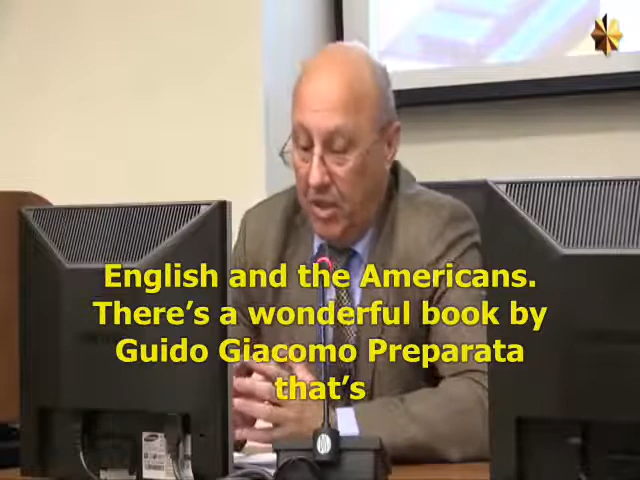 English and the Americans.
There's a wonderful book by
Guido Giacomo Preparata
that's